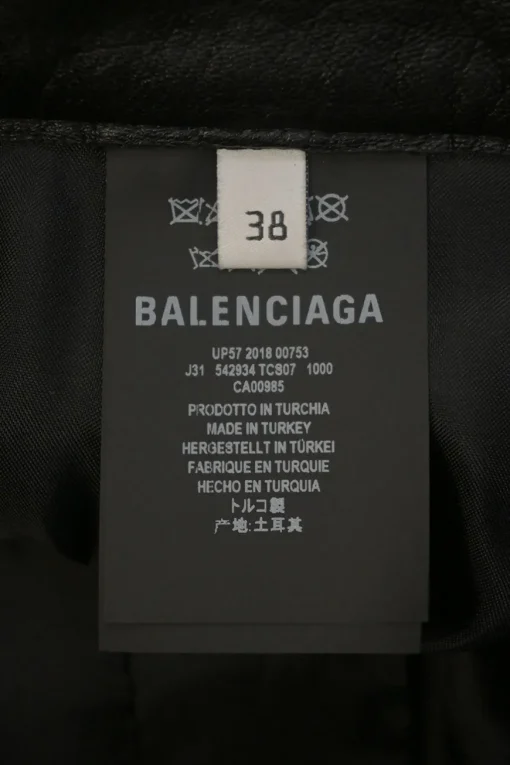 38
BALENCIAGA
UP57 2018 00753
J31 542934 TCS07 1000
CA00985
PRODOTTO IN TURCHIA
MADE IN TURKEY
HERGESTELLT IN TÜRKEI
FABRIQUE EN TURQUIE
HECHO EN TURQUIA
トルコ製
产地:土耳其